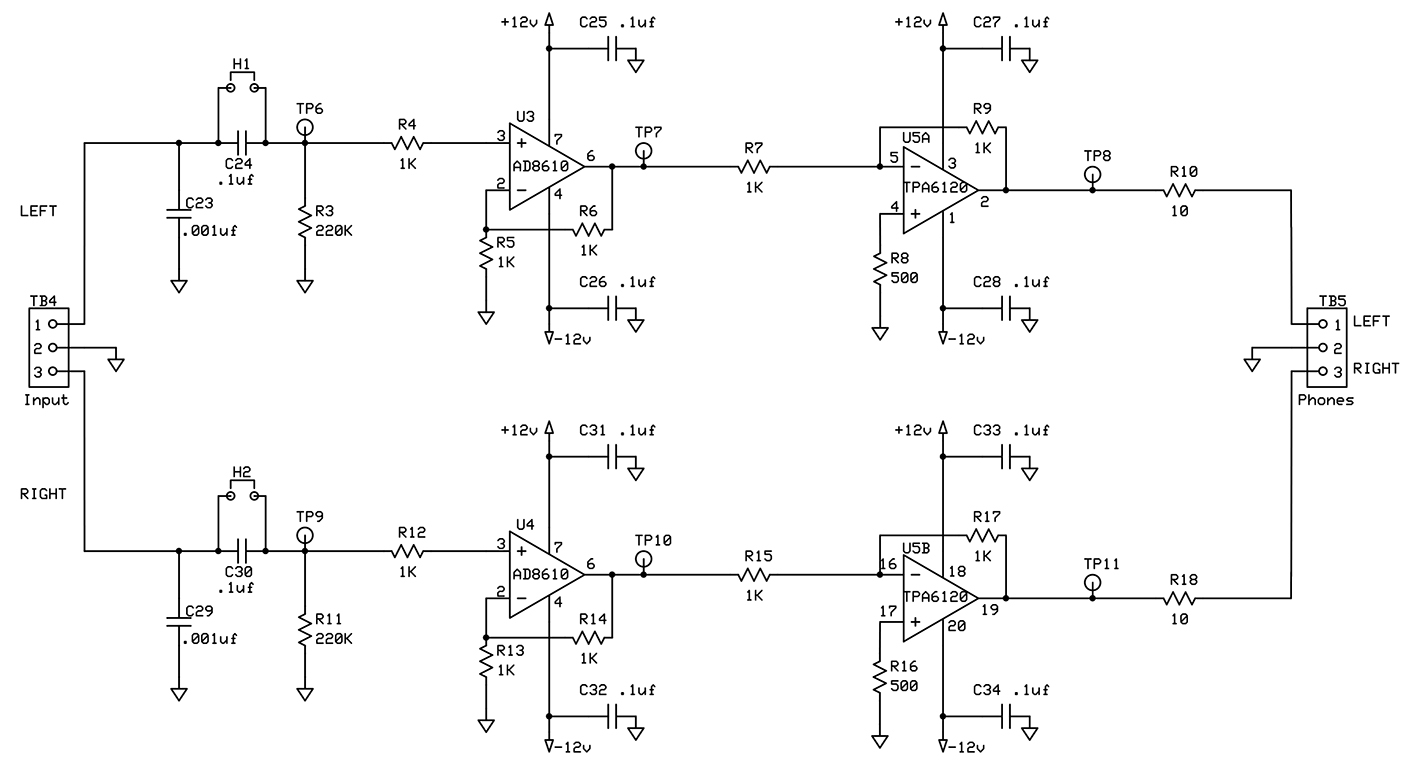 +12v
C25 .1uf
+12v
C27 .1uf
H1
TP6
R4
1K
U3
3
+
7
AD8610
6
2
−
4
TP7
R7
1K
R9
1K
U5A
5
−
3
TPA6120
2
4
+
1
TP8
R10
10
C24
.1uf
LEFT
C23
.001uf
R3
220K
R5
1K
R6
1K
R8
500
C26 .1uf
-12v
C28 .1uf
-12v
TB4
1
2
3
Input
TB5
1
2
3
LEFT
RIGHT
Phones
+12v
C31 .1uf
+12v
C33 .1uf
RIGHT
H2
TP9
R12
1K
U4
3
+
7
AD8610
6
2
−
4
TP10
R15
1K
R17
1K
U5B
16
−
18
TPA6120
19
17
+
20
TP11
R18
10
C30
.1uf
C29
.001uf
R11
220K
R13
1K
R14
1K
R16
500
C32 .1uf
-12v
C34 .1uf
-12v